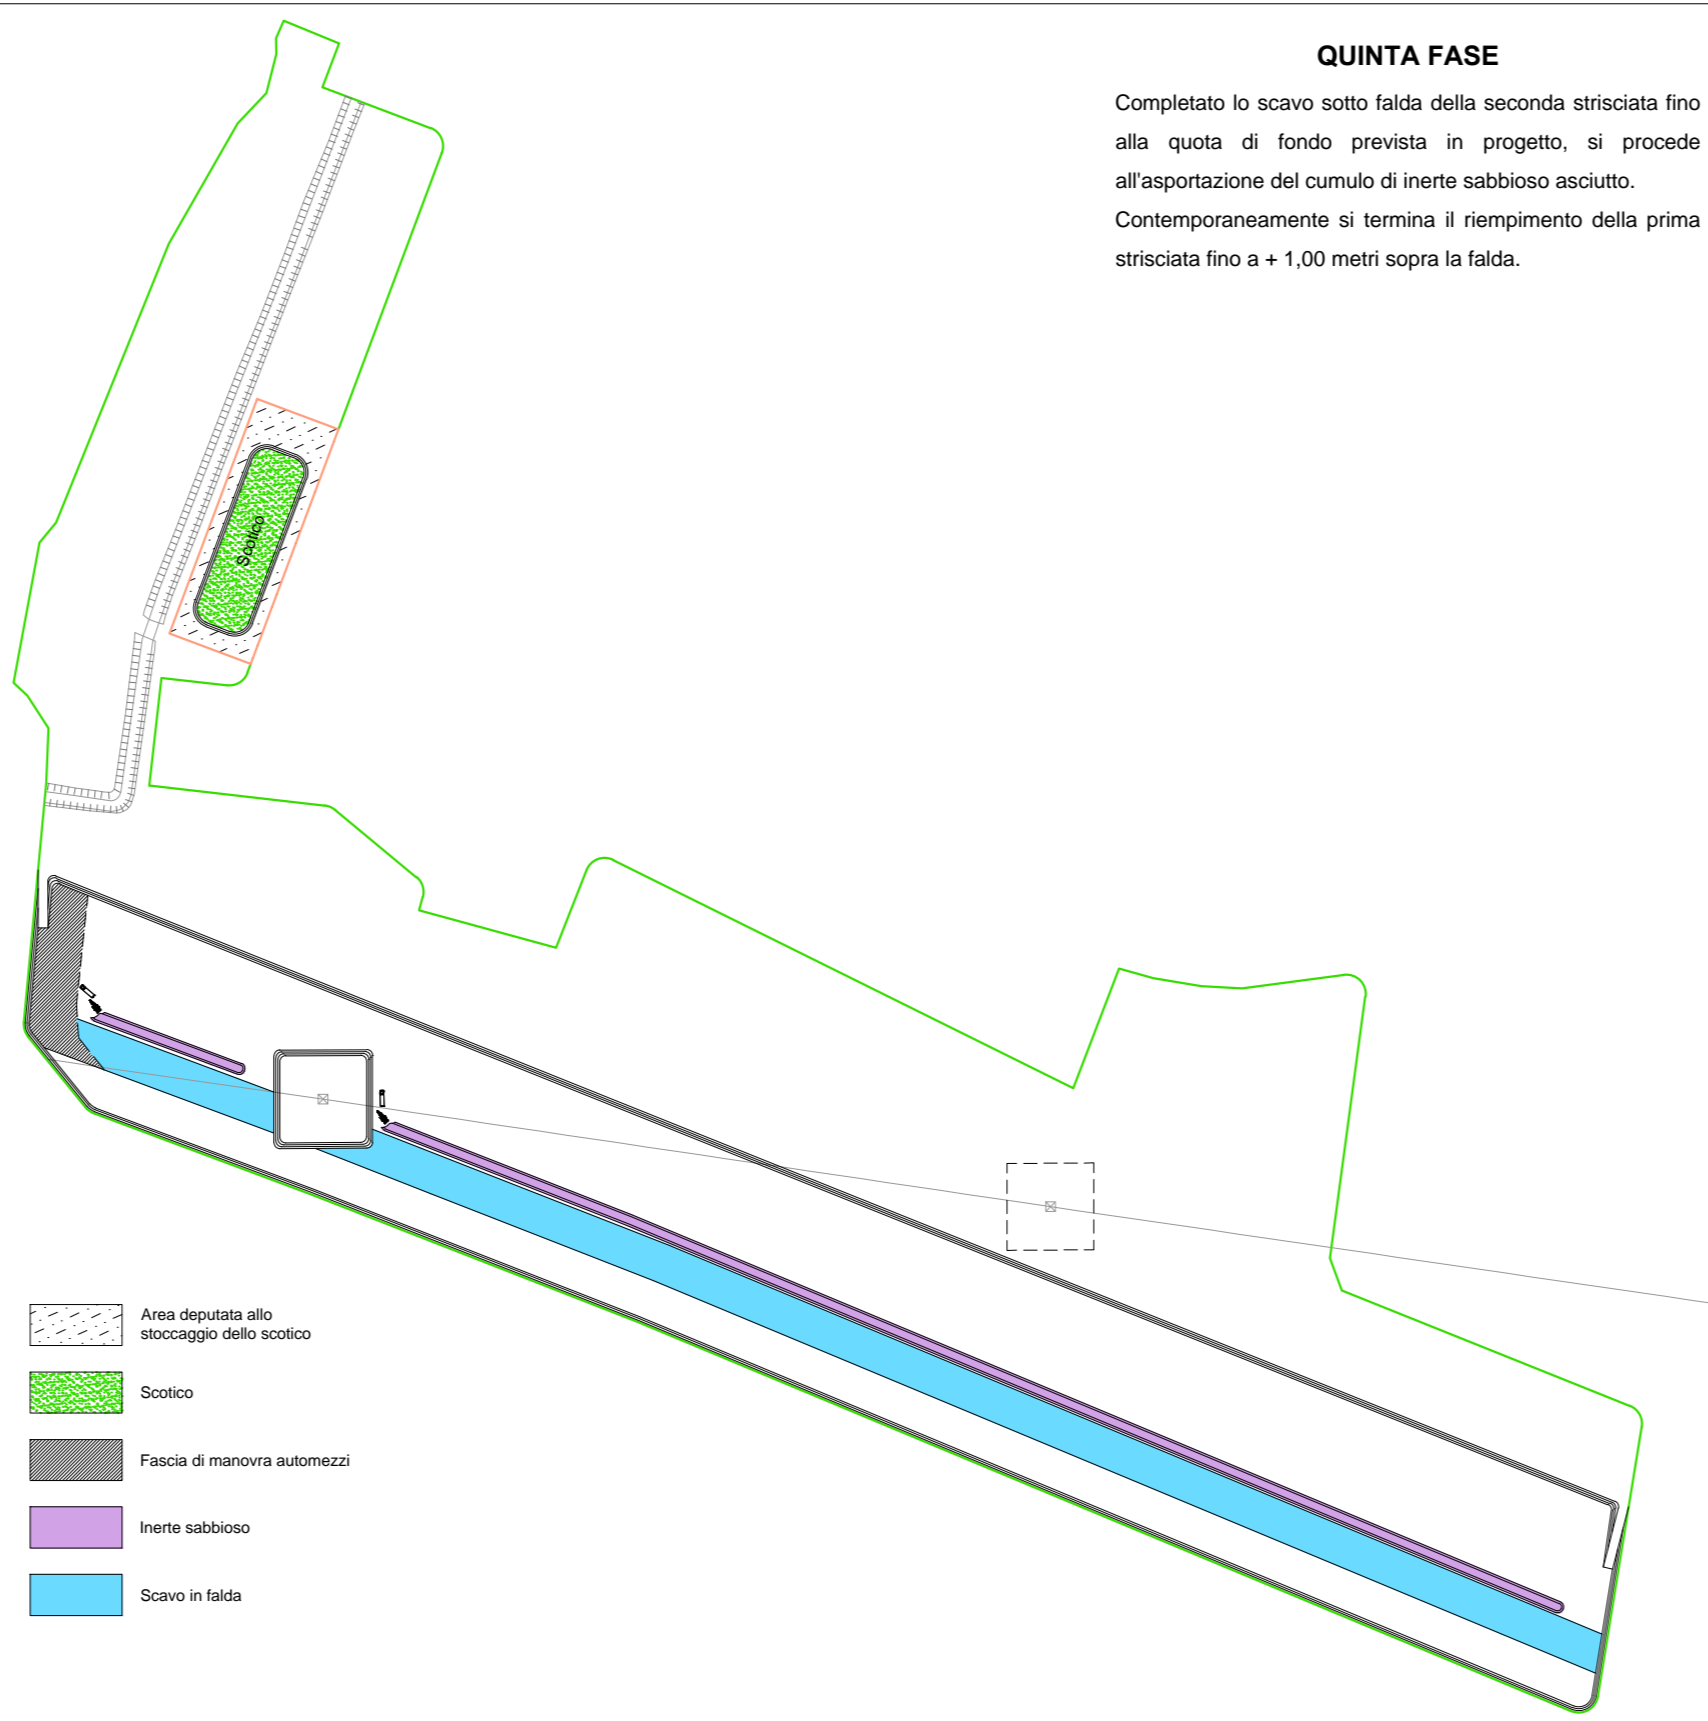 QUINTA FASE
Completato lo scavo sotto falda della seconda strisciata fino
alla quota di fondo prevista in progetto, si procede
all'asportazione del cumulo di inerte sabbioso asciutto.
Contemporaneamente si termina il riempimento della prima
strisciata fino a + 1,00 metri sopra la falda.
Scotico
Area deputata allo
stoccaggio dello scotico
Scotico
Fascia di manovra automezzi
Inerte sabbioso
Scavo in falda